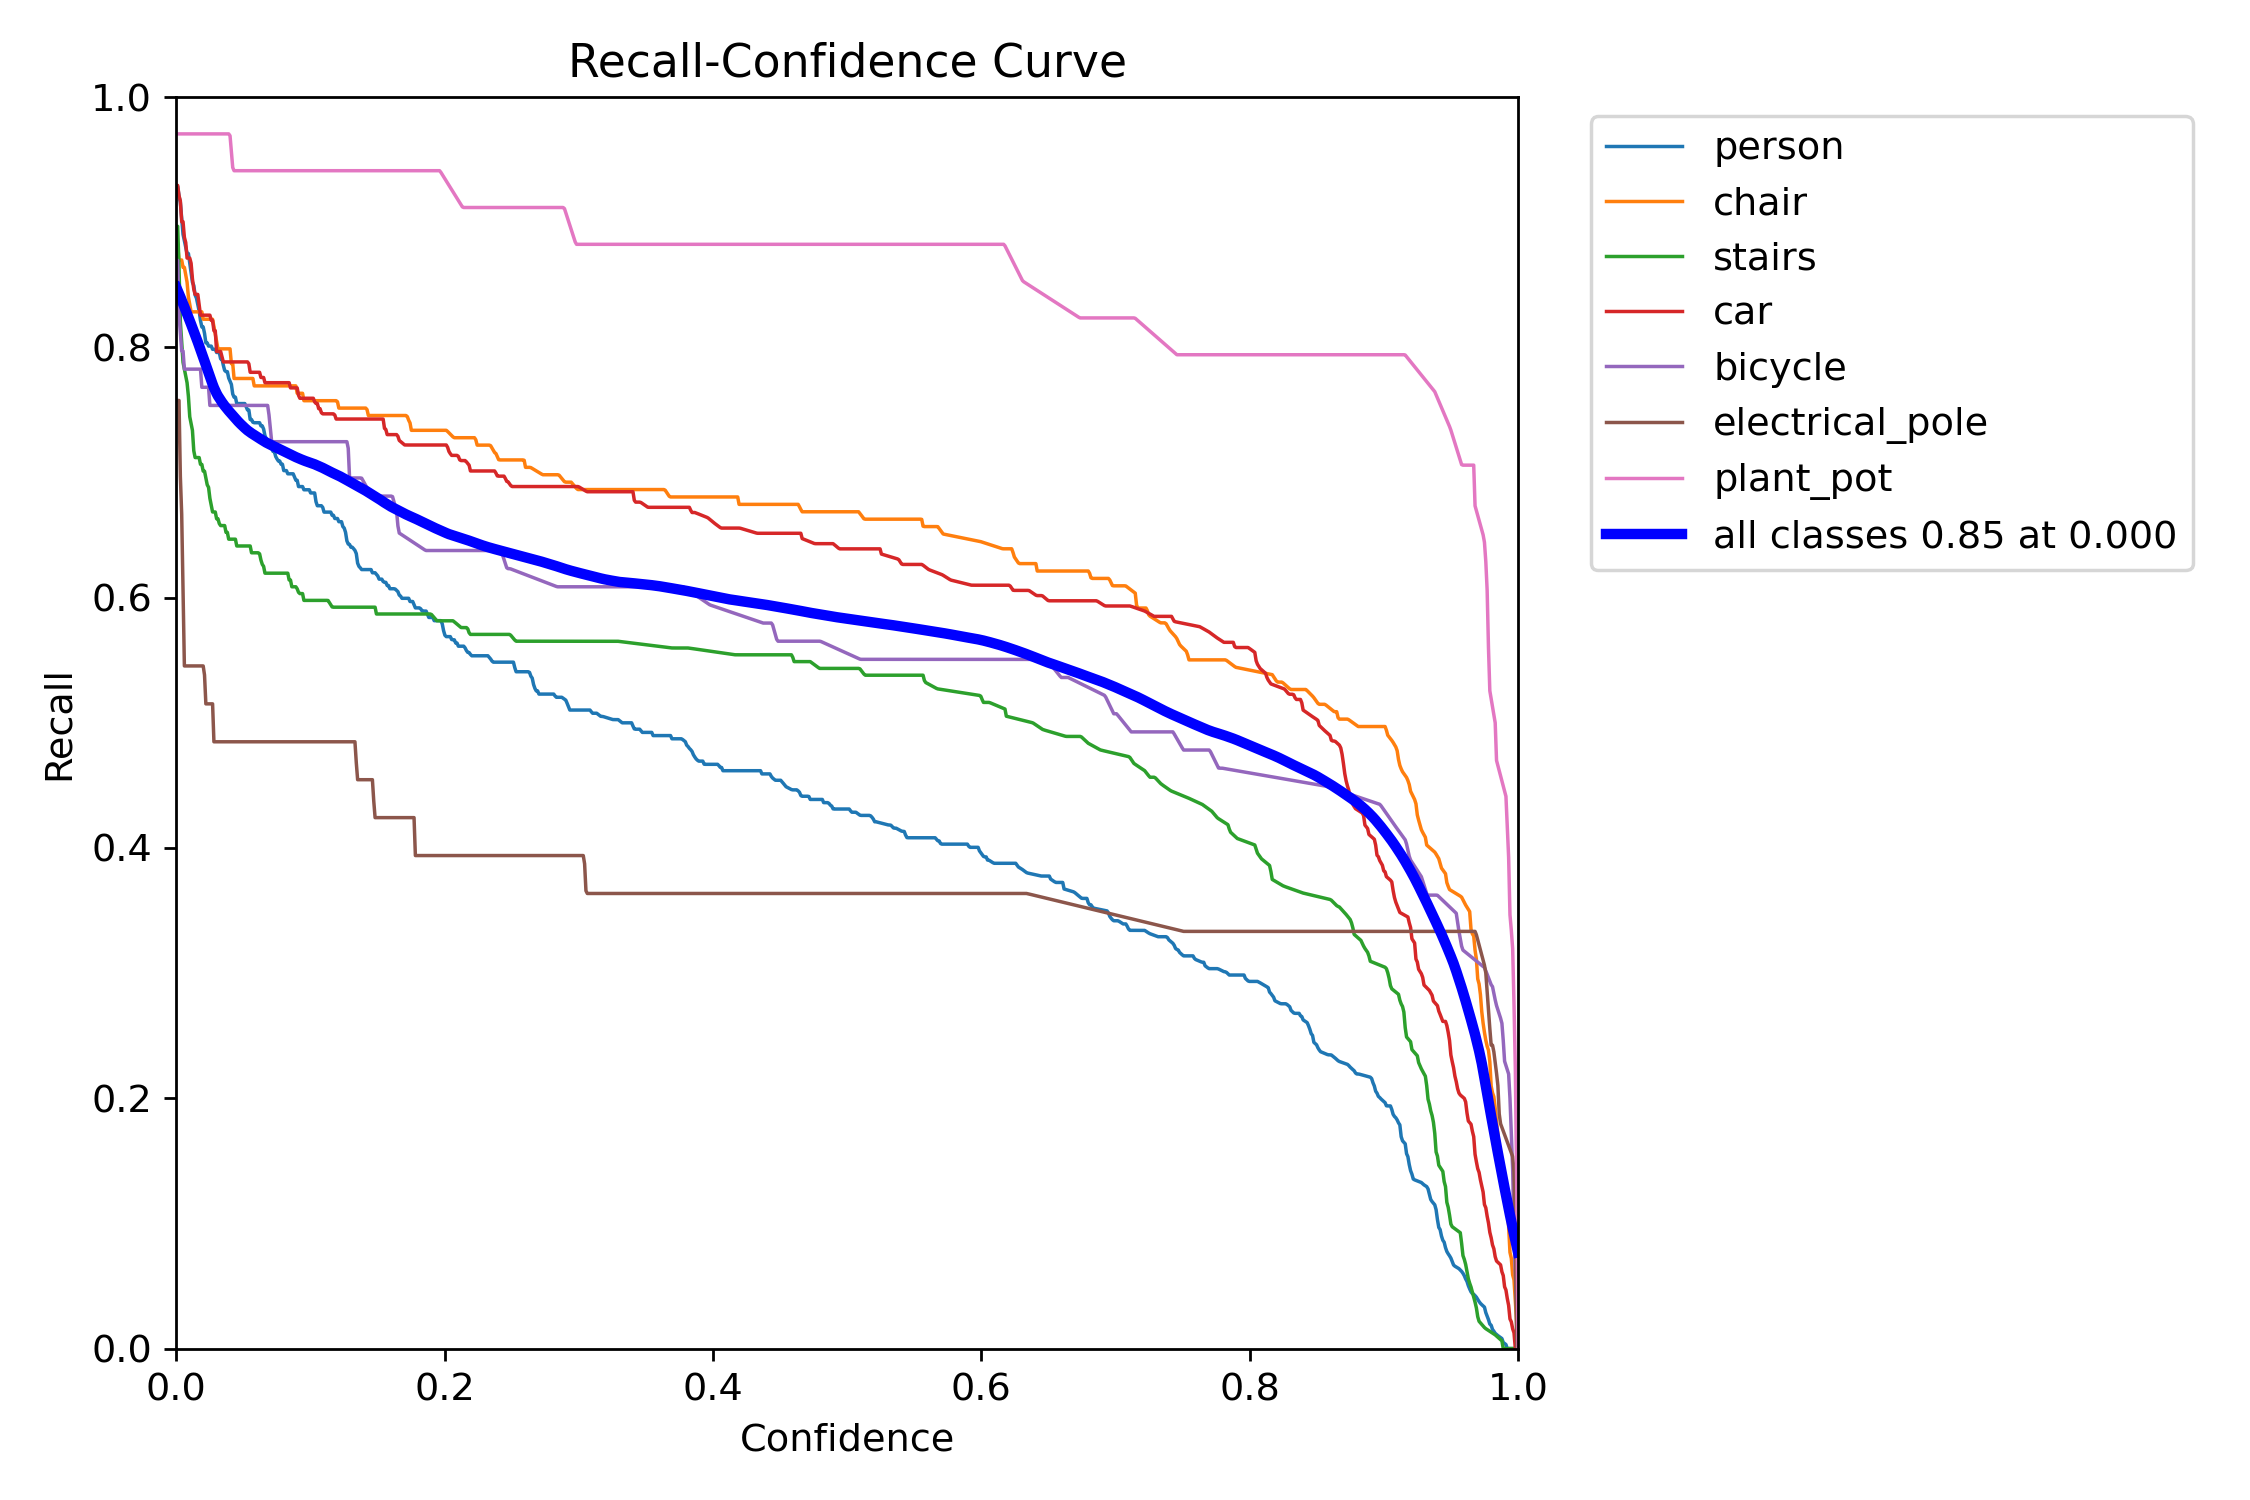 Recall-Confidence Curve
1.0
0.8
0.6
0.4
0.2
0.0
Recall
0.0 0.2 0.4 0.6 0.8 1.0
Confidence
person
chair
stairs
car
bicycle
electrical_pole
plant_pot
all classes 0.85 at 0.000